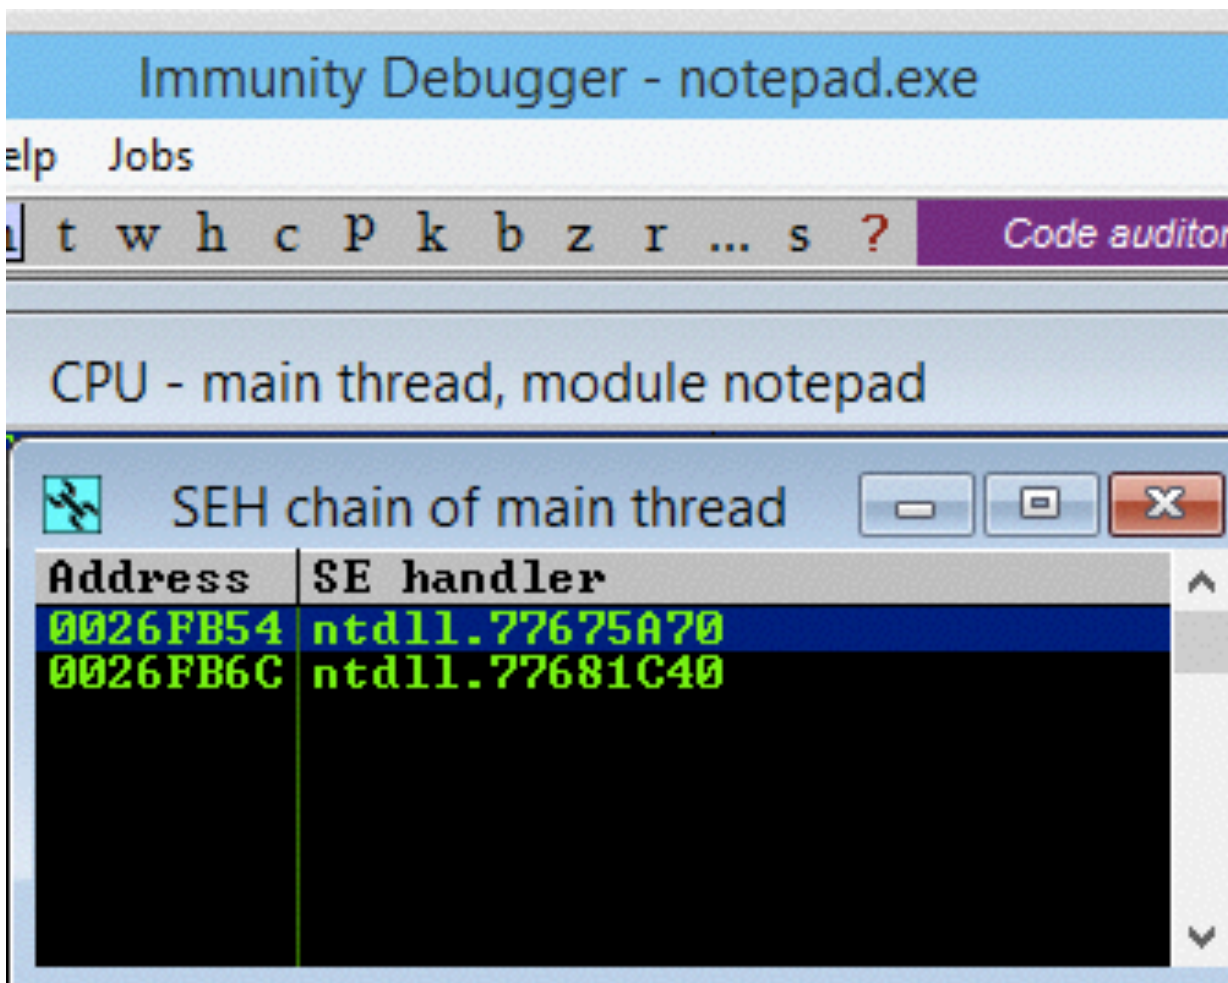 Immunity Debugger - notepad.exe
elp Jobs
t w h c P k b z r ... s ? Code auditor
CPU - main thread, module notepad
SEH chain of main thread
Address SE handler
0026FB54 ntdll.77675A70
0026FB6C ntdll.77681C40